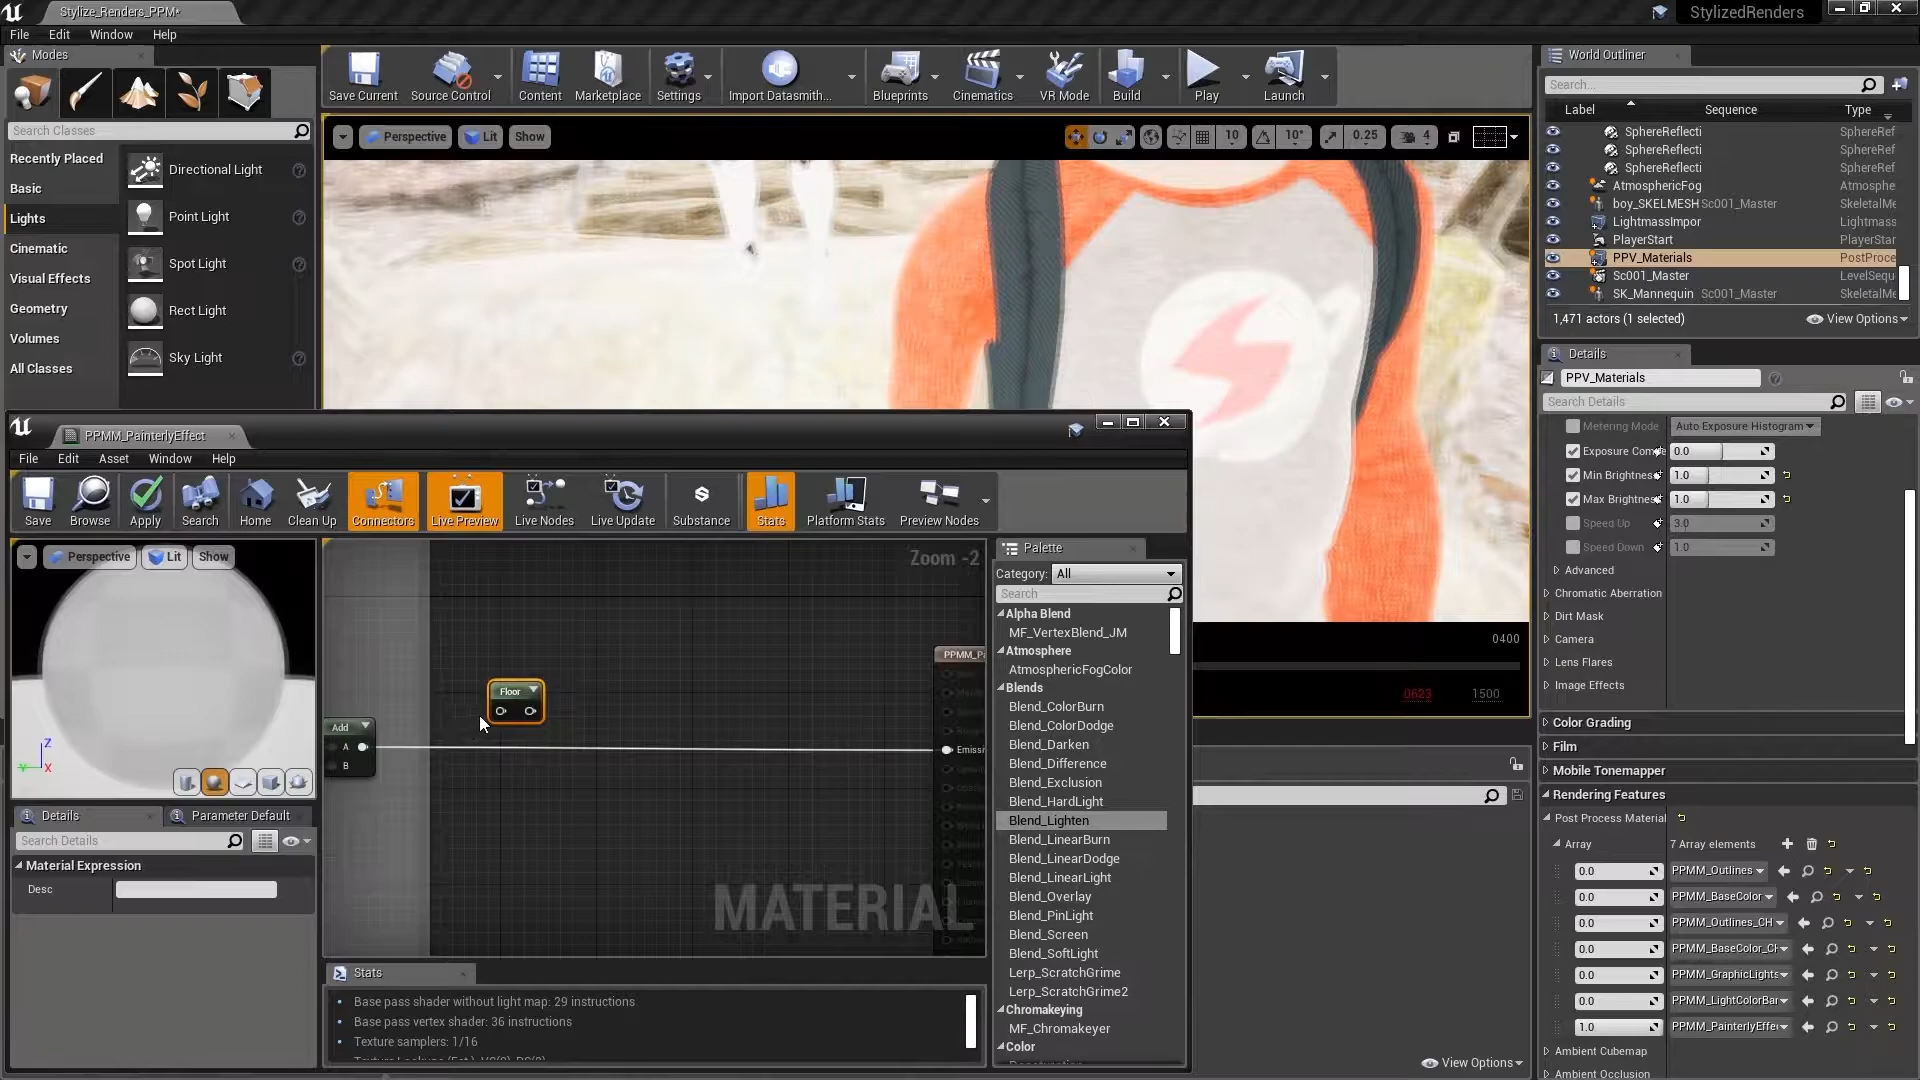 Stylize_Renders_PPM*
StylizedRenders
File Edit Window Help
Modes
Search Classes
Recently Placed
Basic
Lights
Cinematic
Visual Effects
Geometry
Volumes
All Classes
Directional Light
Point Light
Spot Light
Rect Light
Sky Light
Save Current
Source Control
Content
Marketplace
Settings
Import Datasmith...
Blueprints
Cinematics
VR Mode
Build
Play
Launch
Perspective Lit Show
10 10° 0.25 4
0400
0623 1500
World Outliner
Search...
Label Sequence Type
SphereReflecti SphereRef
SphereReflecti SphereRef
SphereReflecti SphereRef
AtmosphericFog Atmosphe
boy_SKELMESH Sc001_Master SkeletalMe
LightmassImpor Lightmass
PlayerStart PlayerStar
PPV_Materials PostProce
Sc001_Master LevelSequ
SK_Mannequin Sc001_Master SkeletalMe
1,471 actors (1 selected) View Options
Details
PPV_Materials
Search Details
Metering Mode Auto Exposure Histogram
Exposure Com 0.0
Min Brightness 1.0
Max Brightness 1.0
Speed Up 3.0
Speed Down 1.0
Advanced
Chromatic Aberration
Dirt Mask
Camera
Lens Flares
Image Effects
Color Grading
Film
Mobile Tonemapper
Rendering Features
Post Process Material
Array 7 Array elements
0.0 PPMM_Outlines
0.0 PPMM_BaseColor
0.0 PPMM_Outlines_CH
0.0 PPMM_BaseColor_CH
0.0 PPMM_GraphicLights
0.0 PPMM_LightColorBan
1.0 PPMM_PainterlyEffe
Ambient Cubemap
Ambient Occlusion
PPMM_PainterlyEffect
File Edit Asset Window Help
Save
Browse
Apply
Search
Home
Clean Up
Connectors
Live Preview
Live Nodes
Live Update
Substance
Stats
Platform Stats
Preview Nodes
Perspective Lit Show
Z
Y X
Zoom -2
PPMM_P
Floor
Add
A
B
Emissi
MATERIAL
Details Parameter Default
Search Details
Material Expression
Desc
Stats
Base pass shader without light map: 29 instructions
Base pass vertex shader: 36 instructions
Texture samplers: 1/16
Palette
Category: All
Search
Alpha Blend
MF_VertexBlend_JM
Atmosphere
AtmosphericFogColor
Blends
Blend_ColorBurn
Blend_ColorDodge
Blend_Darken
Blend_Difference
Blend_Exclusion
Blend_HardLight
Blend_Lighten
Blend_LinearBurn
Blend_LinearDodge
Blend_LinearLight
Blend_Overlay
Blend_PinLight
Blend_Screen
Blend_SoftLight
Lerp_ScratchGrime
Lerp_ScratchGrime2
Chromakeying
MF_Chromakeyer
Color
View Options